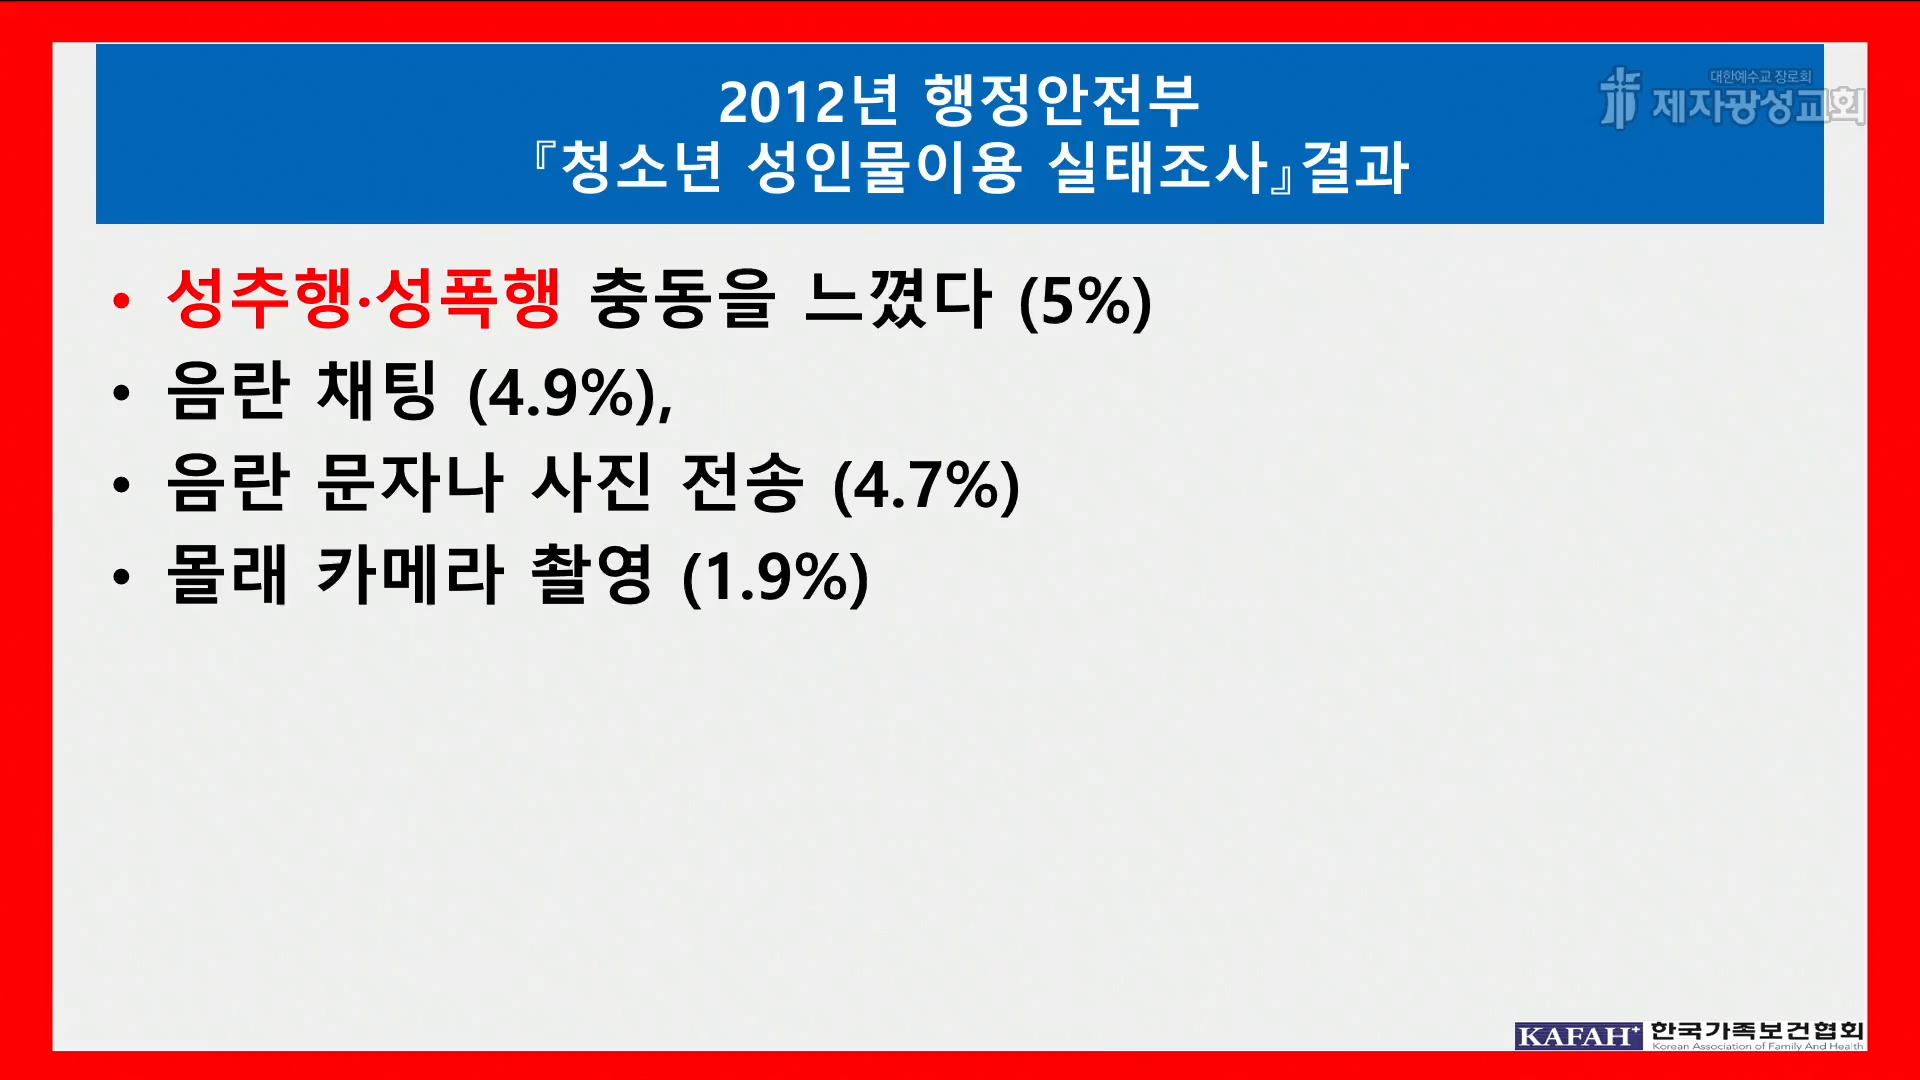 2012년 행정안전부
『청소년 성인물이용 실태조사』결과
대한예수교 장로회
제자광성교회
• 성추행·성폭행 충동을 느꼈다 (5%)
• 음란 채팅 (4.9%),
• 음란 문자나 사진 전송 (4.7%)
• 몰래 카메라 촬영 (1.9%)
KAFAH+ 한국가족보건협회
Korean Association of Family And Health